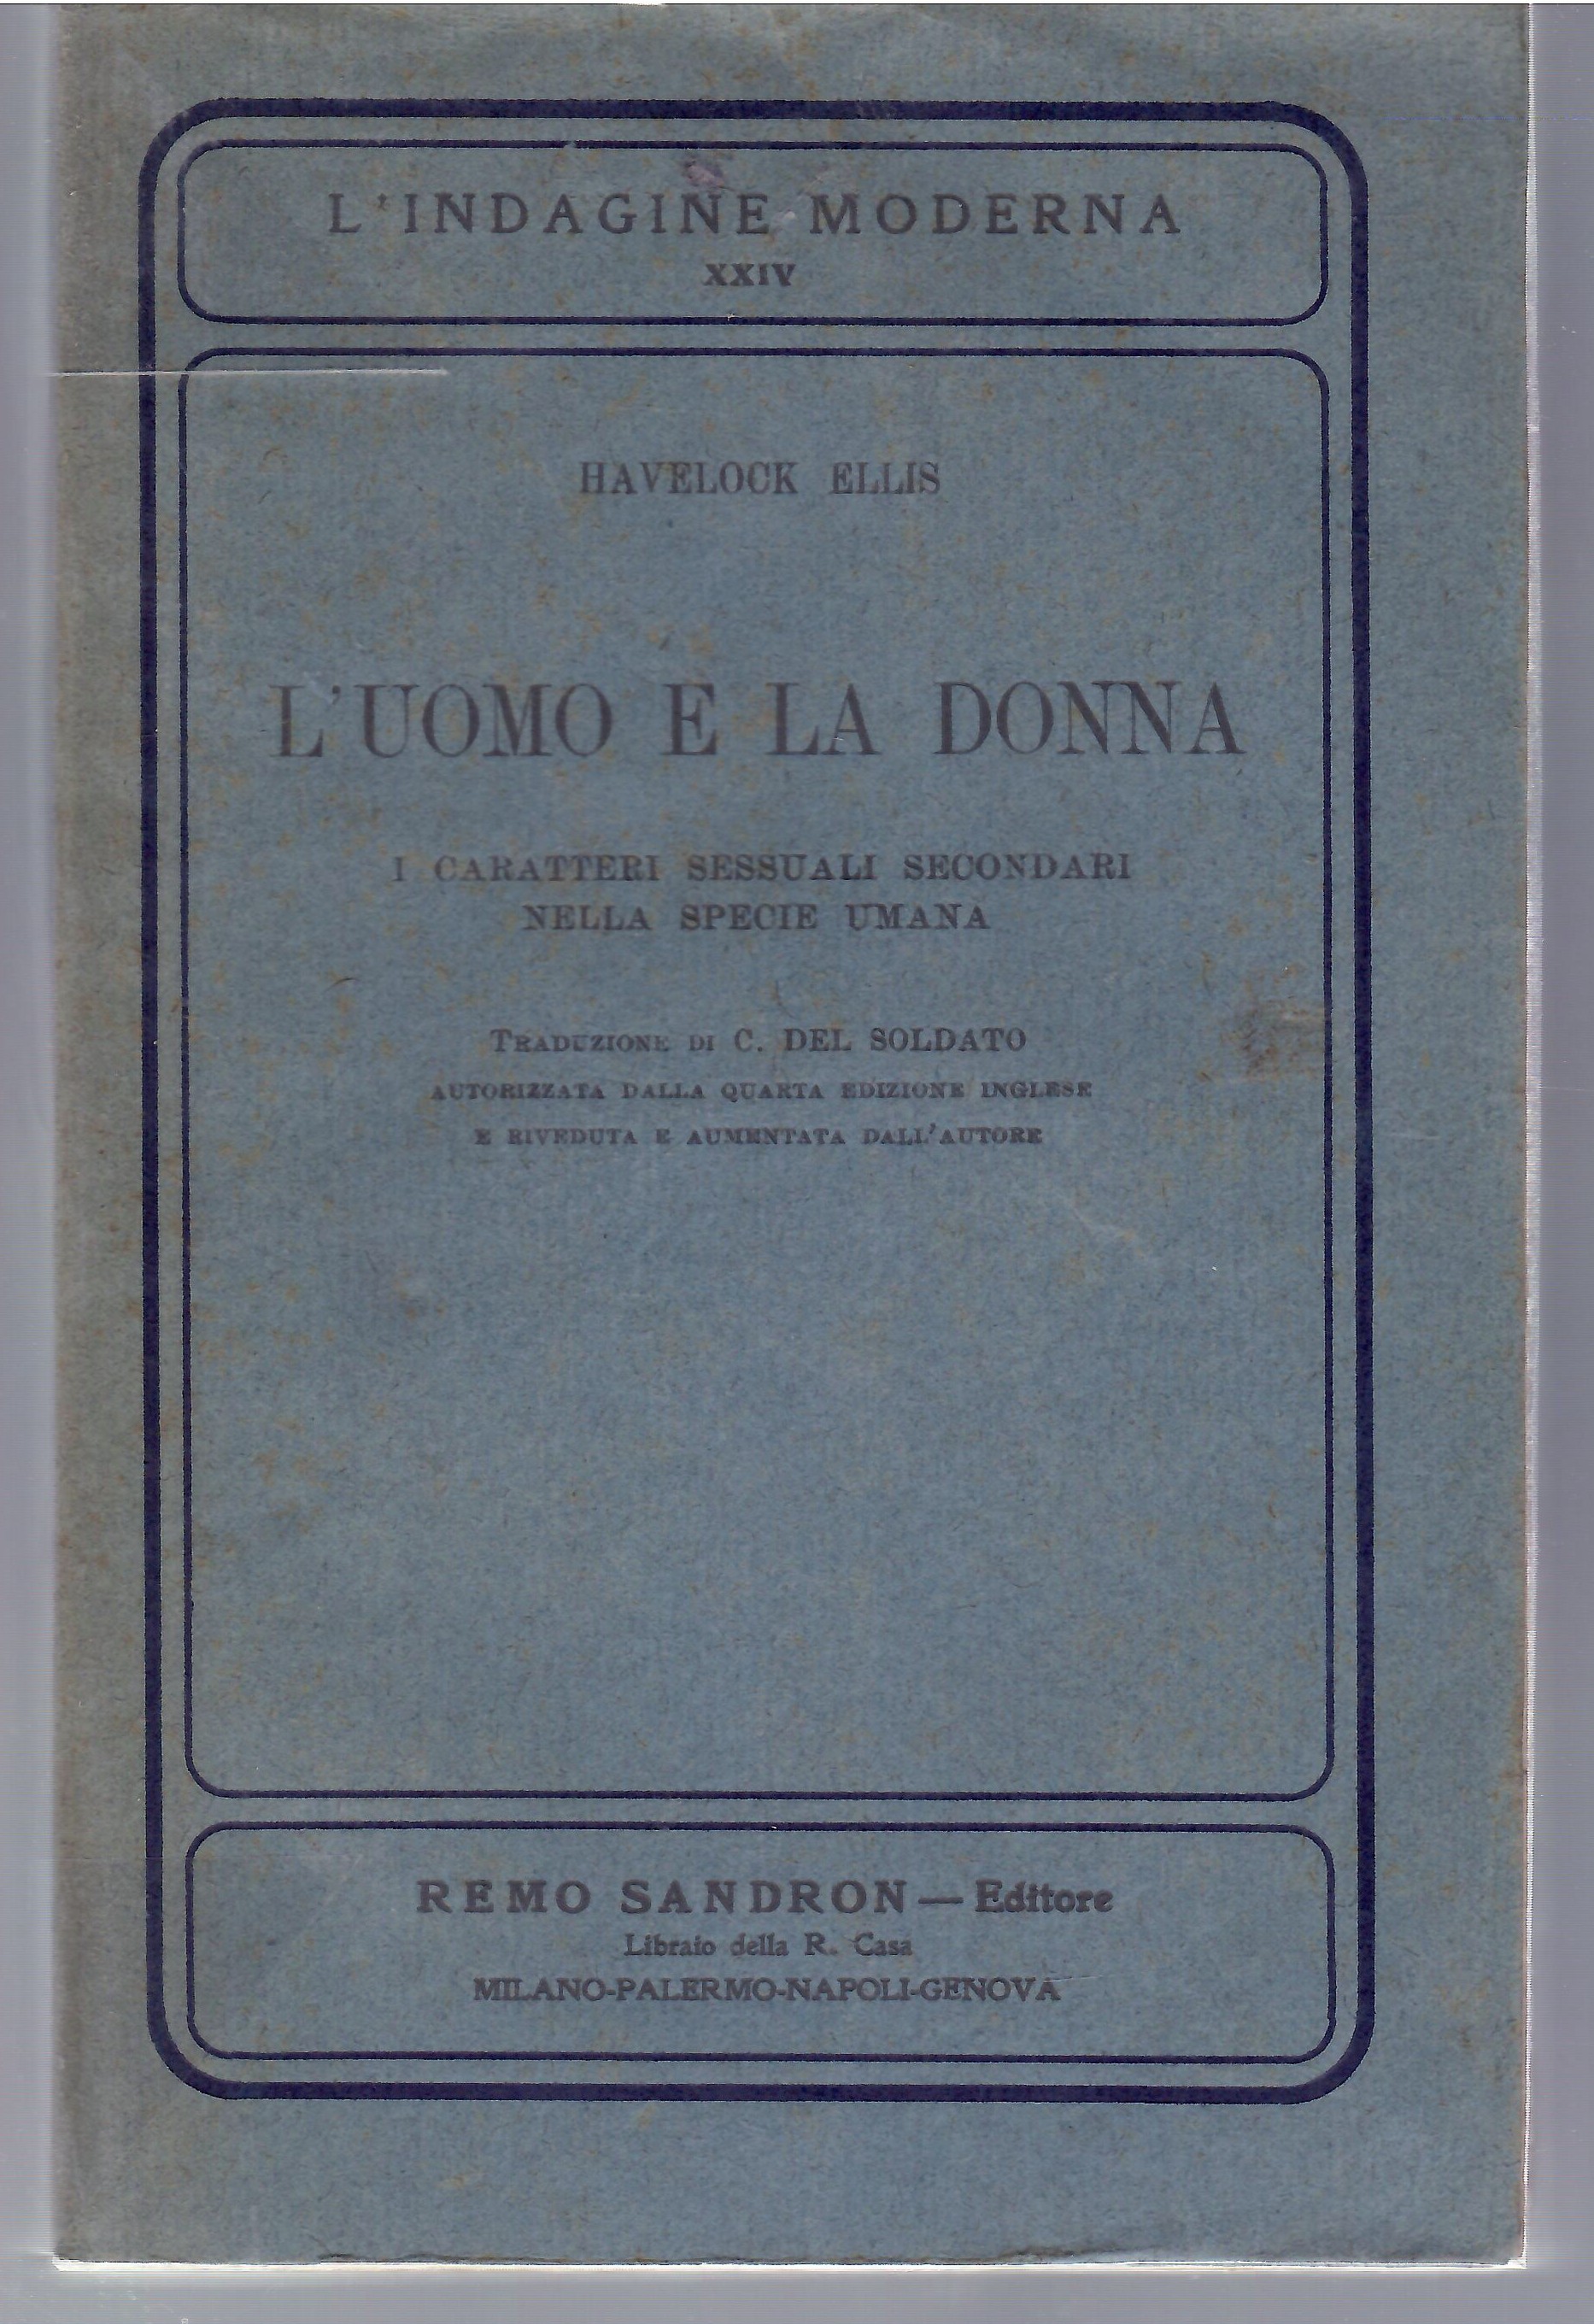 L'INDAGINE MODERNA
XXIV
HAVELOCK ELLIS
L'UOMO E LA DONNA
I CARATTERI SESSUALI SECONDARI
NELLA SPECIE UMANA
TRADUZIONE DI C. DEL SOLDATO
AUTORIZZATA DALLA QUARTA EDIZIONE INGLESE
E RIVEDUTA E AUMENTATA DALL'AUTORE
REMO SANDRON — Editore
Libraio della R. Casa
MILANO-PALERMO-NAPOLI-GENOVA